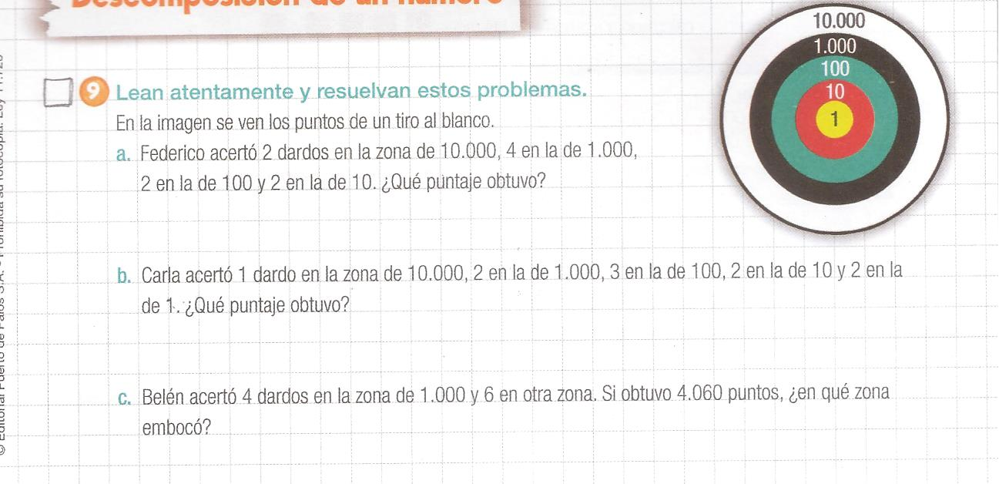 Descomposición de un número
10.000
1.000
100
10
1
9 Lean atentamente y resuelvan estos problemas.
En la imagen se ven los puntos de un tiro al blanco.
a. Federico acertó 2 dardos en la zona de 10.000, 4 en la de 1.000,
2 en la de 100 y 2 en la de 10. ¿Qué puntaje obtuvo?
b. Carla acertó 1 dardo en la zona de 10.000, 2 en la de 1.000, 3 en la de 100, 2 en la de 10 y 2 en la
de 1. ¿Qué puntaje obtuvo?
c. Belén acertó 4 dardos en la zona de 1.000 y 6 en otra zona. Si obtuvo 4.060 puntos, ¿en qué zona
embocó?
© Editorial Puerto de Palos S.A. - Prohibida su fotocopia. Ley 11.723